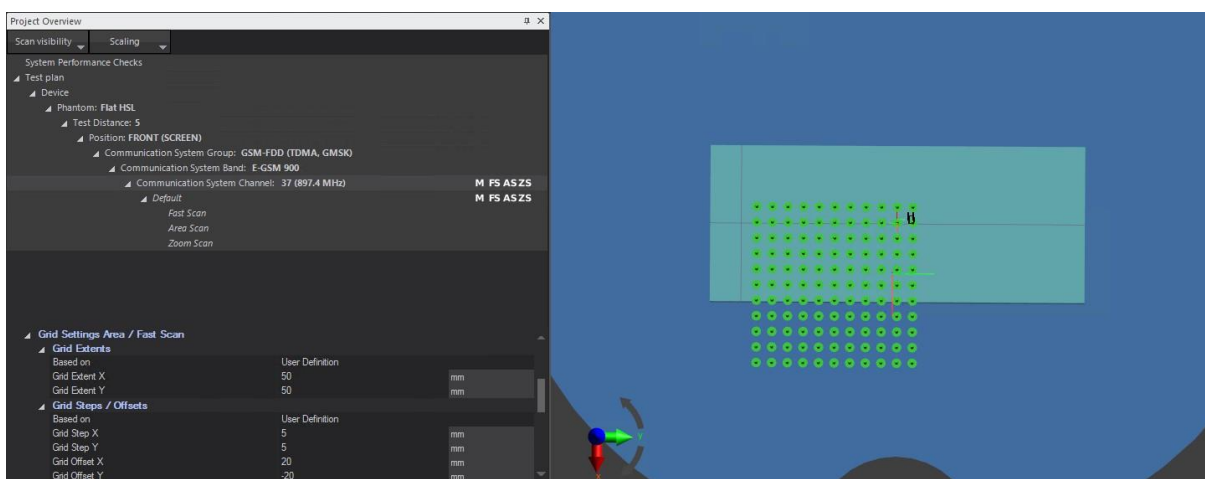 Project Overview
Scan visibility Scaling
System Performance Checks
Test plan
Device
Phantom: Flat HSL
Test Distance: 5
Position: FRONT (SCREEN)
Communication System Group: GSM-FDD (TDMA, GMSK)
Communication System Band: E-GSM 900
Communication System Channel: 37 (897.4 MHz) M FS AS ZS
Default M FS AS ZS
Fast Scan
Area Scan
Zoom Scan
Grid Settings Area / Fast Scan
Grid Extents
Based on User Definition
Grid Extent X 50 mm
Grid Extent Y 50 mm
Grid Steps / Offsets
Based on User Definition
Grid Step X 5 mm
Grid Step Y 5 mm
Grid Offset X 20 mm
Grid Offset Y -20 mm
Y